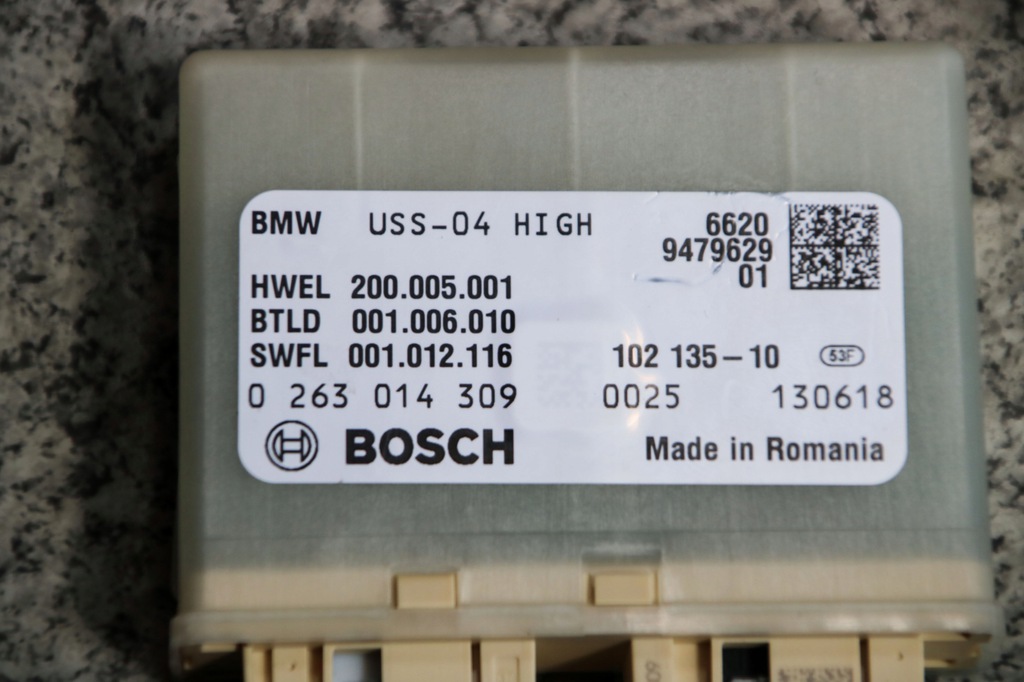 BMW USS-04 HIGH 6620
9479629
01
HWEL 200.005.001
BTLD 001.006.010
SWFL 001.012.116 102 135-10 53F
0 263 014 309 0025 130618
BOSCH Made in Romania